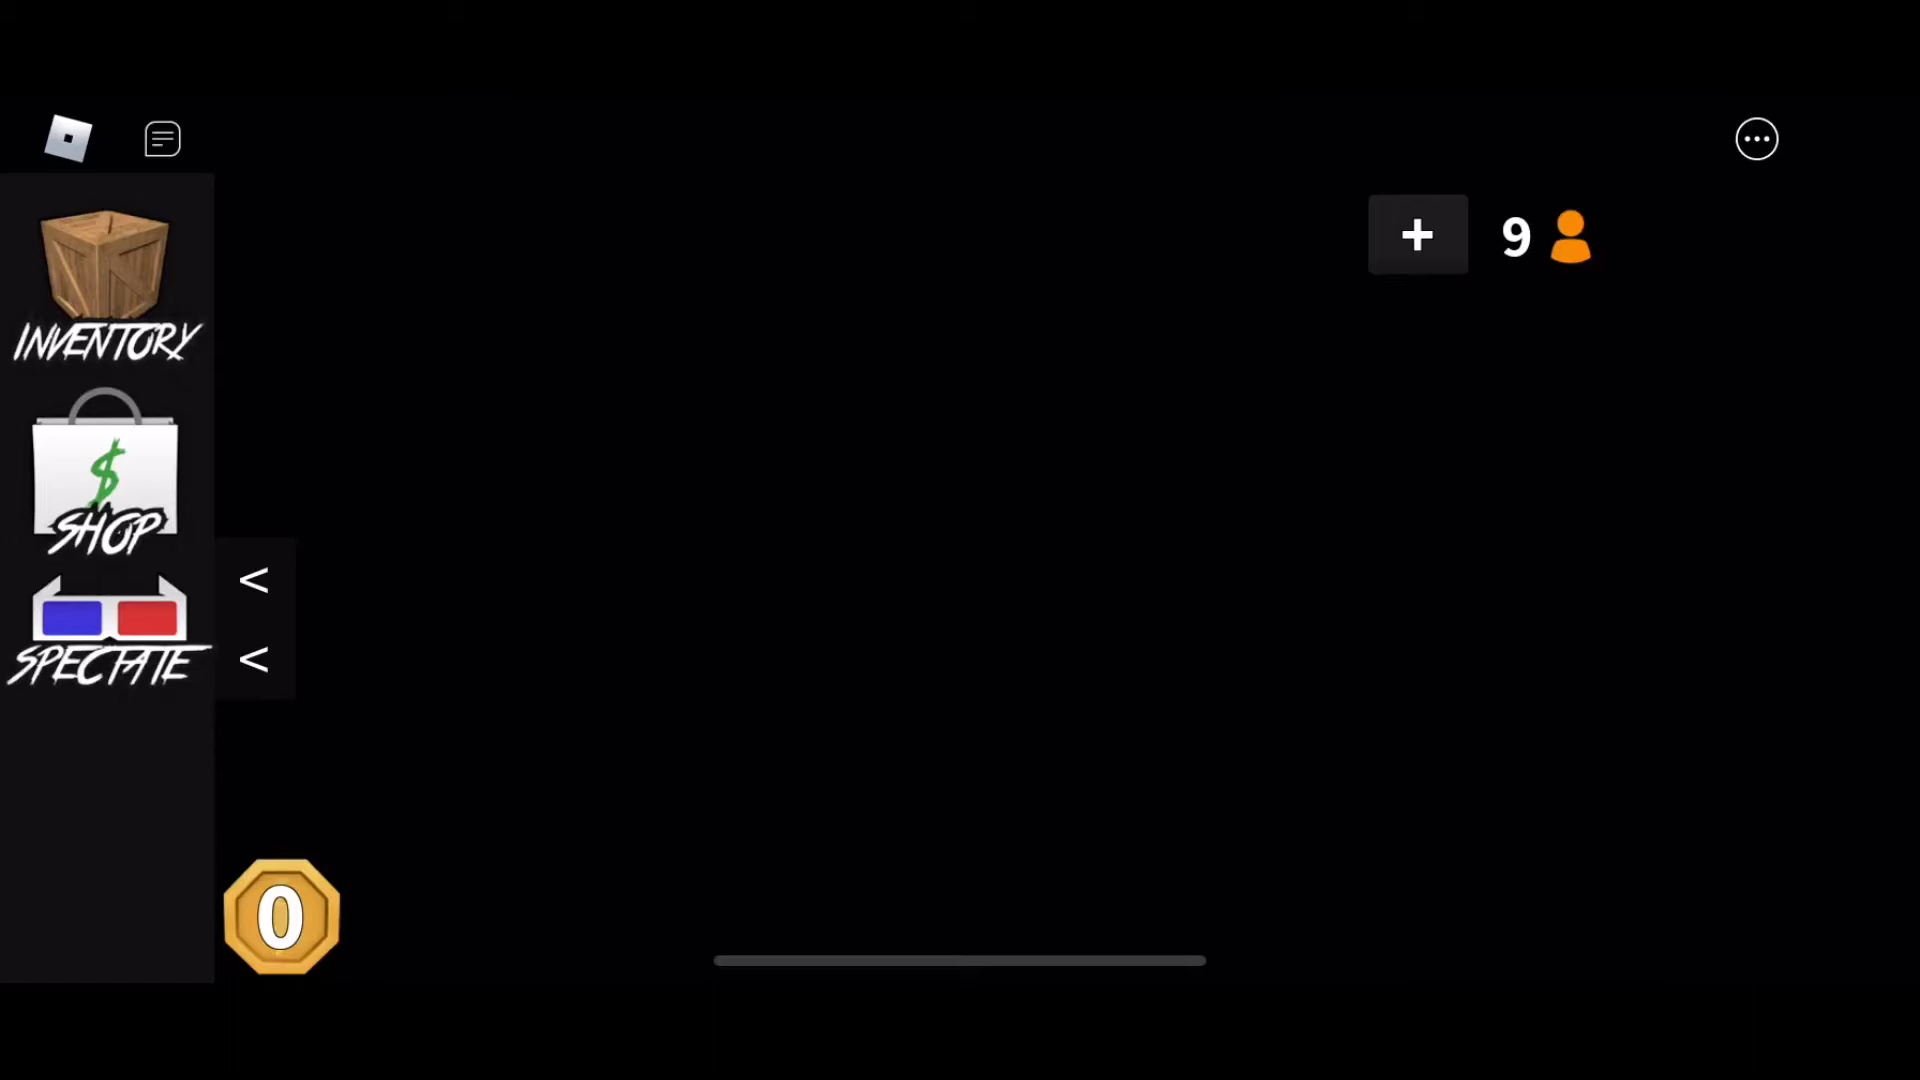 + 9
INVENTORY
$
SHOP
<
SPECTATE
<
0